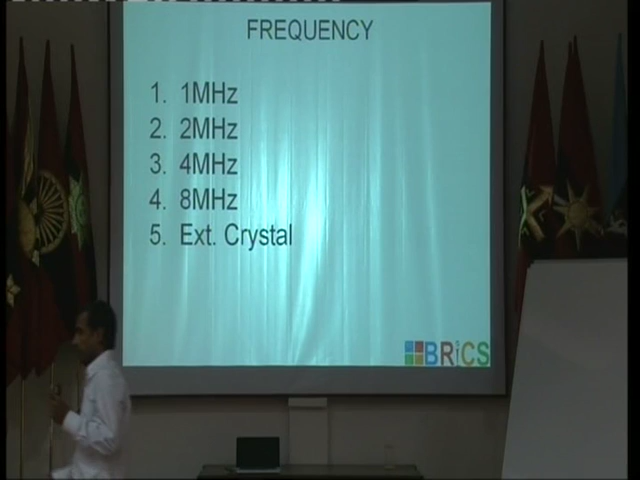 FREQUENCY
1. 1MHz
2. 2MHz
3. 4MHz
4. 8MHz
5. Ext. Crystal
BRiCS